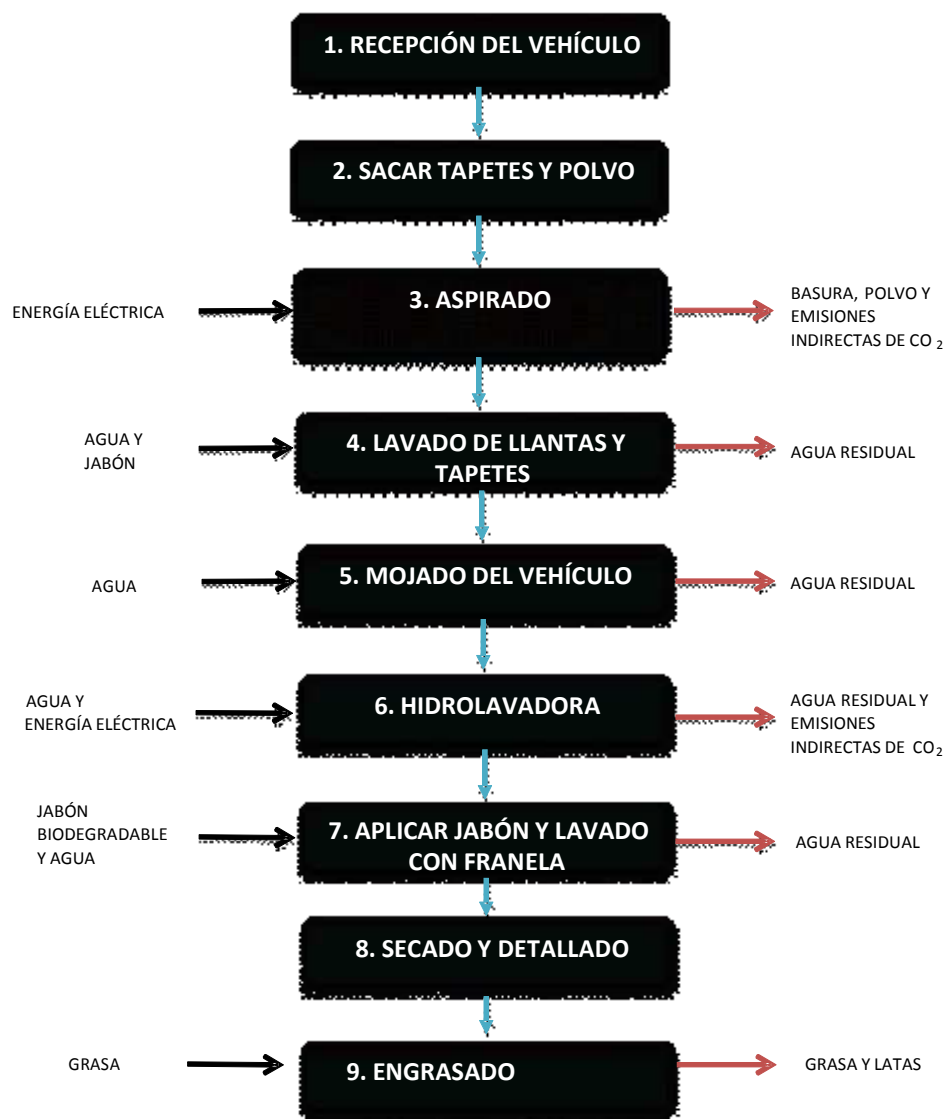 1. RECEPCIÓN DEL VEHÍCULO
2. SACAR TAPETES Y POLVO
ENERGÍA ELÉCTRICA
3. ASPIRADO
BASURA, POLVO Y
EMISIONES
INDIRECTAS DE CO 2
AGUA Y
JABÓN
4. LAVADO DE LLANTAS Y
TAPETES
AGUA RESIDUAL
AGUA
5. MOJADO DEL VEHÍCULO
AGUA RESIDUAL
AGUA Y
ENERGÍA ELÉCTRICA
6. HIDROLAVADORA
AGUA RESIDUAL Y
EMISIONES
INDIRECTAS DE CO2
JABÓN
BIODEGRADABLE
Y AGUA
7. APLICAR JABÓN Y LAVADO
CON FRANELA
AGUA RESIDUAL
8. SECADO Y DETALLADO
GRASA
9. ENGRASADO
GRASA Y LATAS